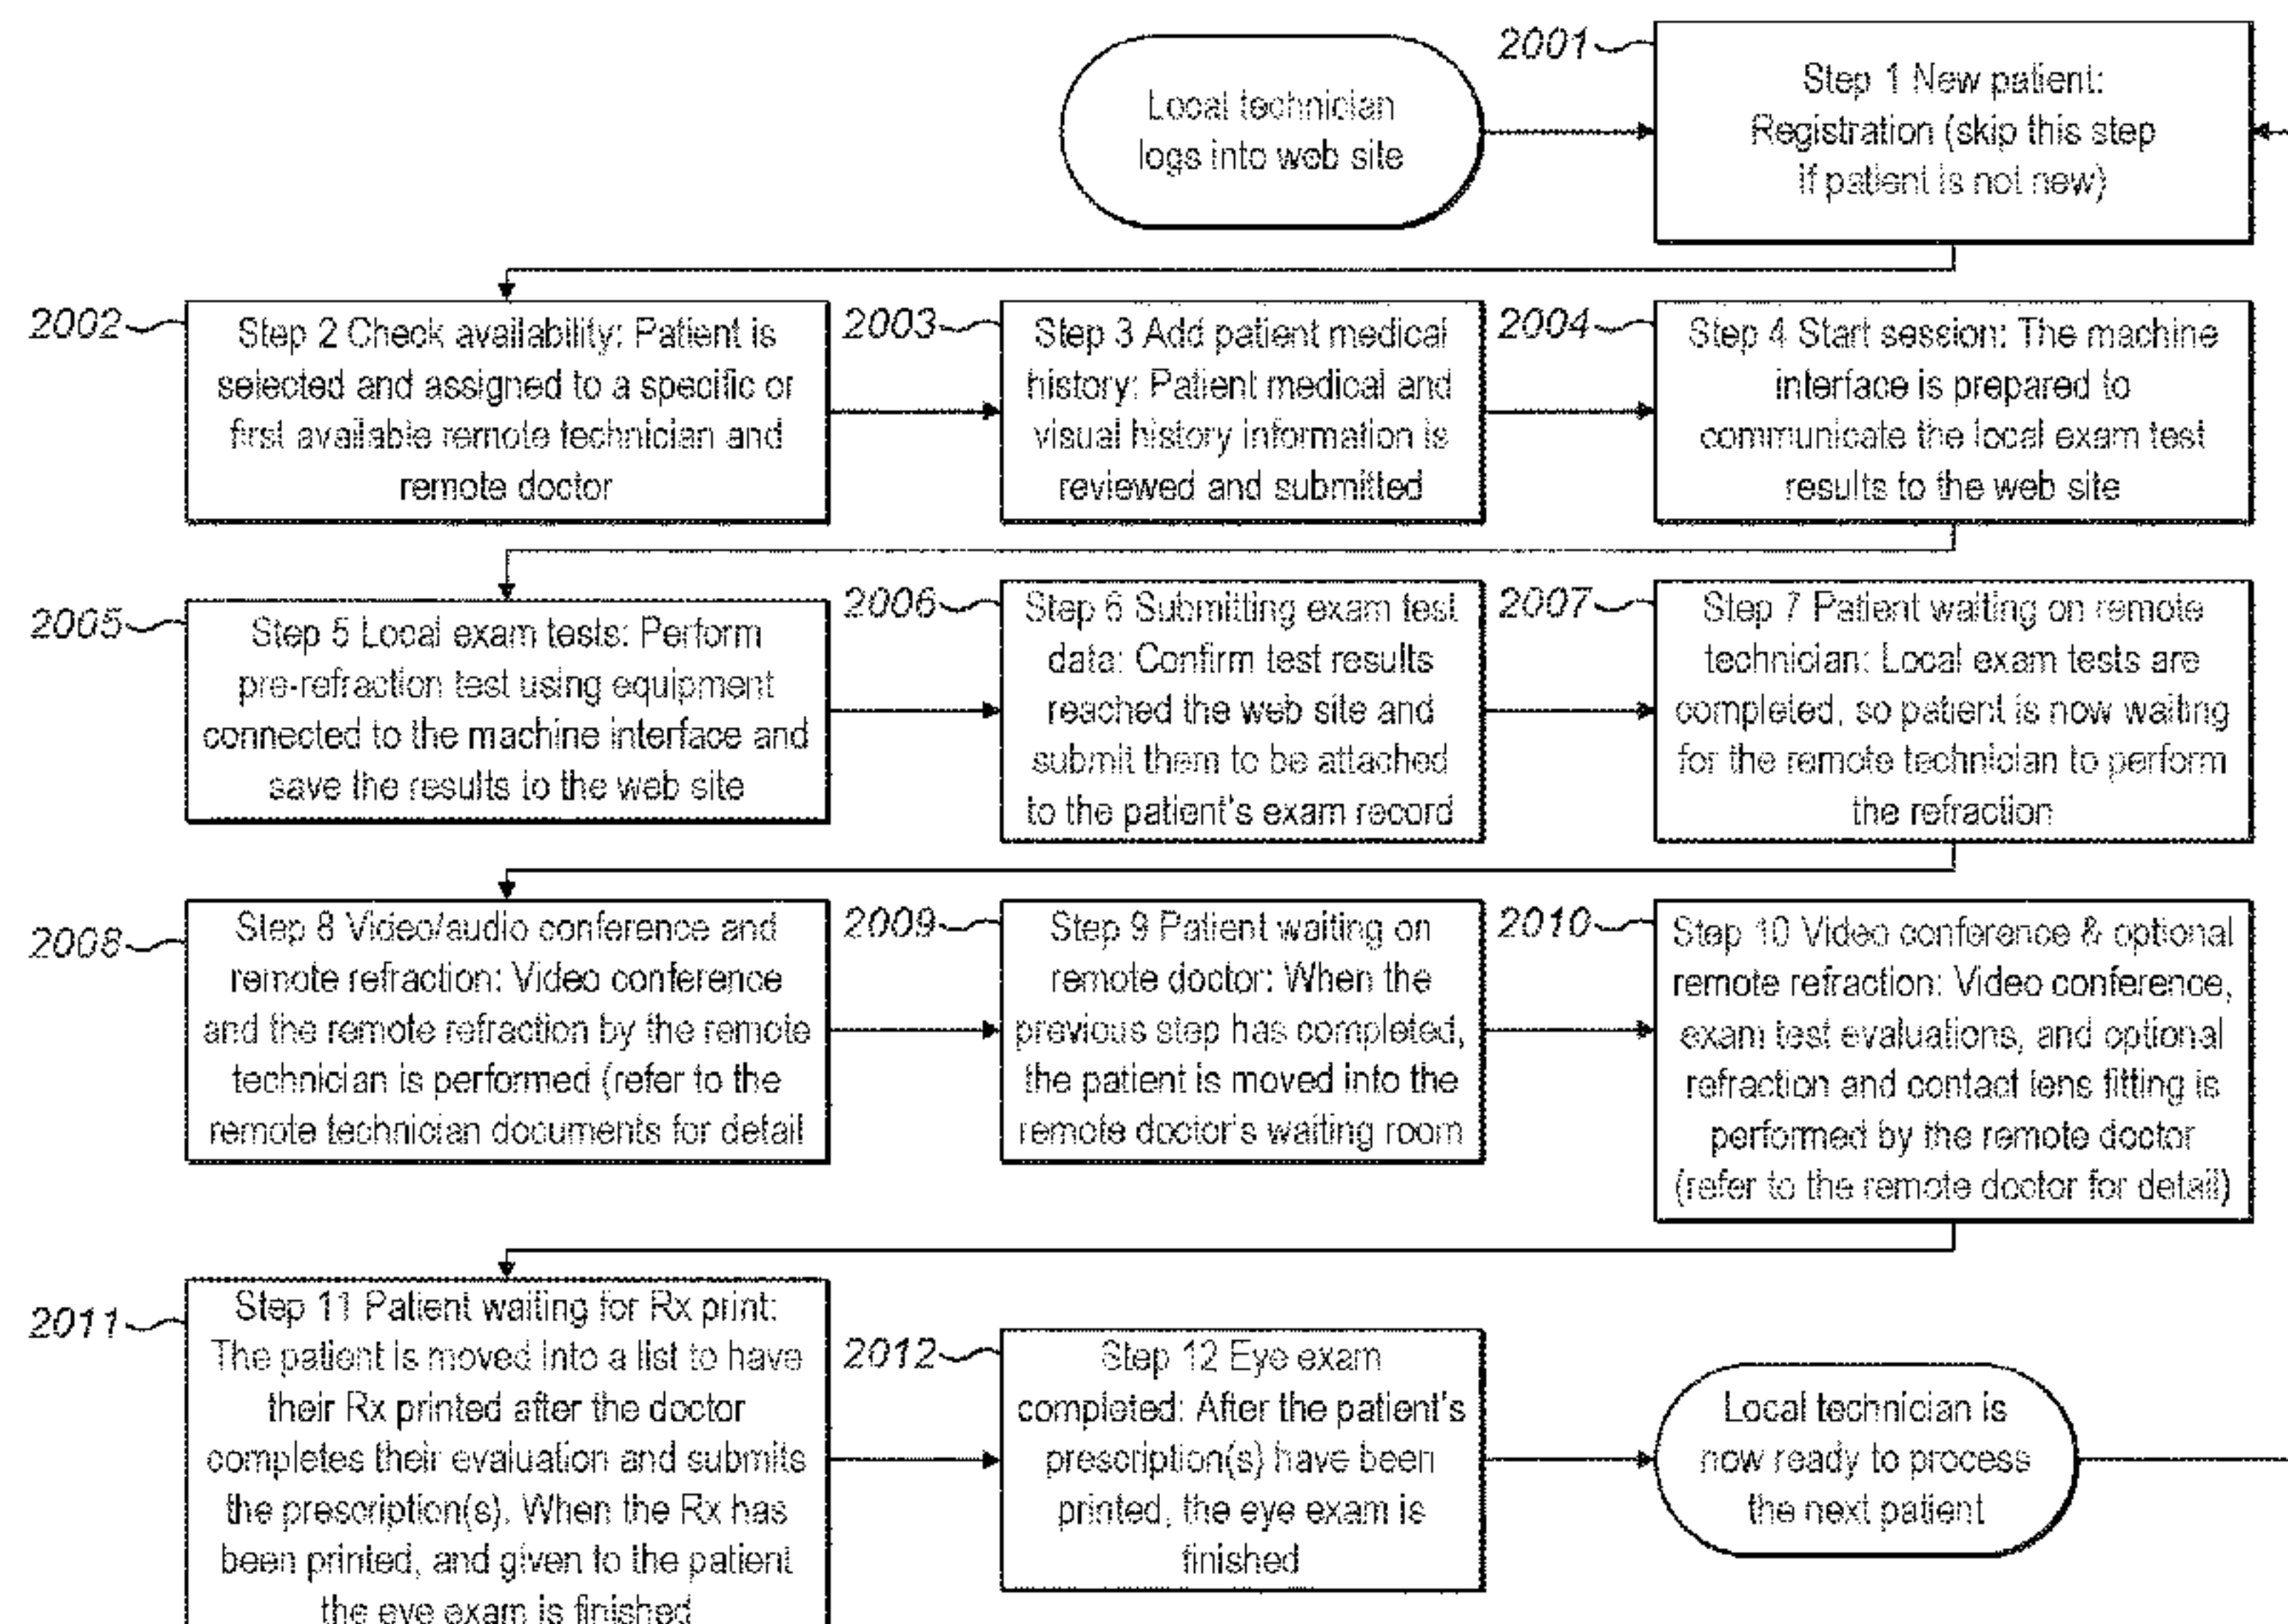 Local technician
logs into web site
2001
Step 1 New patient:
Registration (skip this step
if patient is not new)
2002
Step 2 Check availability: Patient is
selected and assigned to a specific or
first available remote technician and
remote doctor
2003
Step 3 Add patient medical
history: Patient medical and
visual history information is
reviewed and submitted
2004
Step 4 Start session: The machine
interface is prepared to
communicate the local exam test
results to the web site
2005
Step 5 Local exam tests: Perform
pre-refraction test using equipment
connected to the machine interface and
save the results to the web site
2006
Step 6 Submitting exam test
data: Confirm test results
reached the web site and
submit them to be attached
to the patient's exam record
2007
Step 7 Patient waiting on remote
technician: Local exam tests are
completed, so patient is now waiting
for the remote technician to perform
the refraction
2008
Step 8 Video/audio conference and
remote refraction: Video conference
and the remote refraction by the remote
technician is performed (refer to the
remote technician documents for detail
2009
Step 9 Patient waiting on
remote doctor: When the
previous step has completed,
the patient is moved into the
remote doctor's waiting room
2010
Step 10 Video conference & optional
remote refraction: Video conference,
exam test evaluations, and optional
refraction and contact lens fitting is
performed by the remote doctor
(refer to the remote doctor for detail)
2011
Step 11 Patient waiting for Rx print:
The patient is moved into a list to have
their Rx printed after the doctor
completes their evaluation and submits
the prescription(s). When the Rx has
been printed, and given to the patient
the eye exam is finished
2012
Step 12 Eye exam
completed: After the patient's
prescription(s) have been
printed, the eye exam is
finished
Local technician is
now ready to process
the next patient